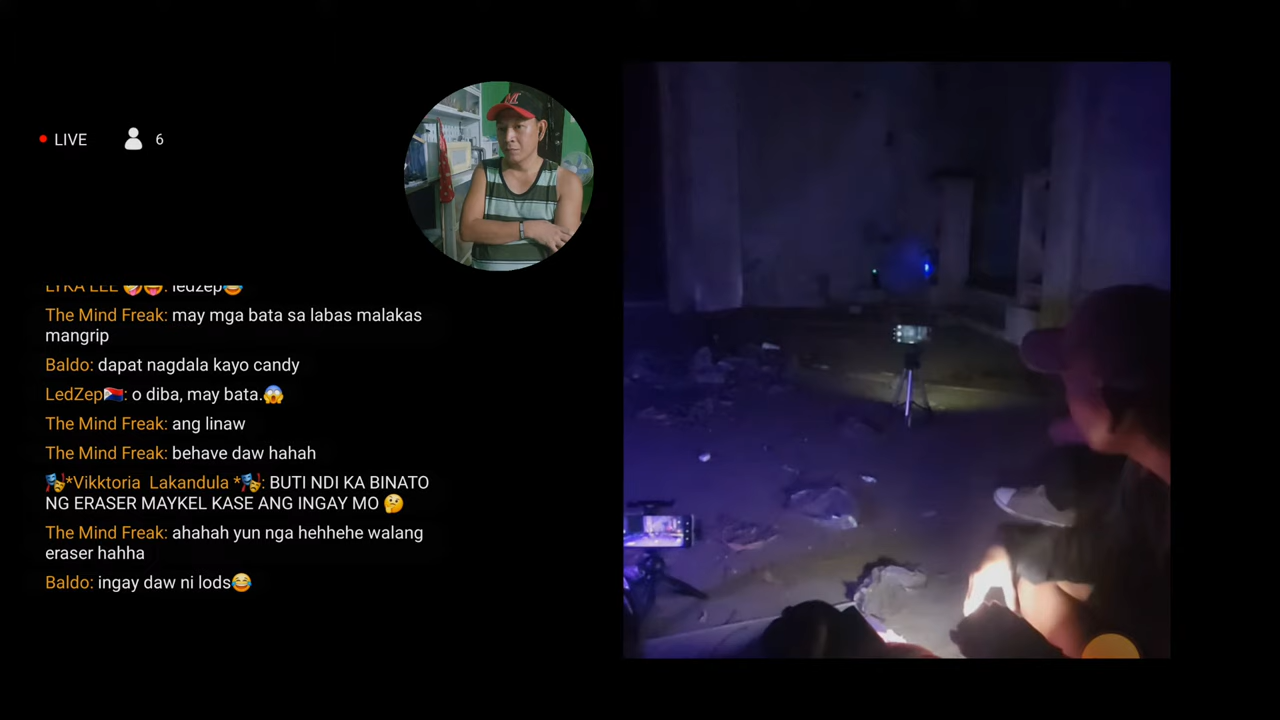 LIVE 6
LYKA LEE 🤪😝: ledzep😂
The Mind Freak: may mga bata sa labas malakas
mangrip
Baldo: dapat nagdala kayo candy
LedZep🇵🇭: o diba, may bata.😱
The Mind Freak: ang linaw
The Mind Freak: behave daw hahah
🎭*Vikktoria Lakandula *🎭: BUTI NDI KA BINATO
NG ERASER MAYKEL KASE ANG INGAY MO 🤔
The Mind Freak: ahahah yun nga hehhehe walang
eraser hahha
Baldo: ingay daw ni lods😂